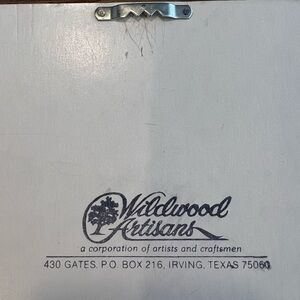 Wildwood
Artisans
a corporation of artists and craftsmen
430 GATES, P.O. BOX 216, IRVING, TEXAS 75060